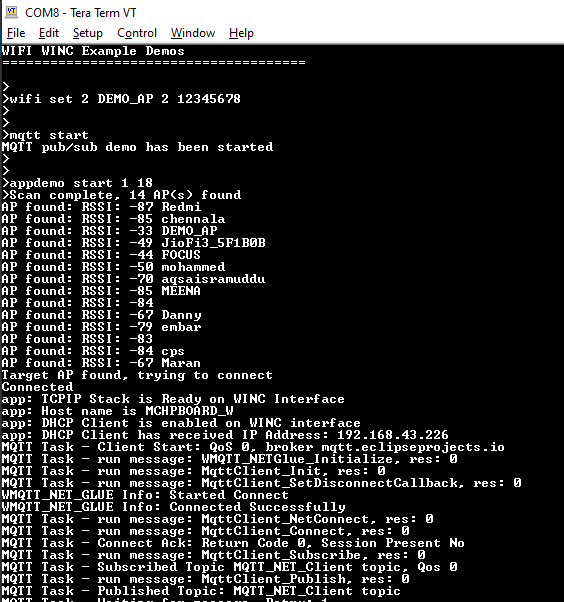 COM8 - Tera Term VT
File Edit Setup Control Window Help
WIFI WINC Example Demos
======================================
>
>wifi set 2 DEMO_AP 2 12345678
>
>
>mqtt start
MQTT pub/sub demo has been started
>
>
>appdemo start 1 18
>Scan complete, 14 AP(s) found
AP found: RSSI: -87 Redmi
AP found: RSSI: -85 chennala
AP found: RSSI: -33 DEMO_AP
AP found: RSSI: -49 JioFi3_5F1B0B
AP found: RSSI: -44 FOCUS
AP found: RSSI: -50 mohammed
AP found: RSSI: -70 aqsaisramuddu
AP found: RSSI: -85 MEENA
AP found: RSSI: -84
AP found: RSSI: -67 Danny
AP found: RSSI: -79 embar
AP found: RSSI: -83
AP found: RSSI: -84 cps
AP found: RSSI: -67 Maran
Target AP found, trying to connect
Connected
app: TCPIP Stack is Ready on WINC Interface
app: Host name is MCHPBOARD_W
app: DHCP Client is enabled on WINC interface
app: DHCP Client has received IP Address: 192.168.43.226
MQTT Task - Client Start: QoS 0, broker mqtt.eclipseprojects.io
MQTT Task - run message: WMQTT_NETGlue_Initialize, res: 0
MQTT Task - run message: MqttClient_Init, res: 0
MQTT Task - run message: MqttClient_SetDisconnectCallback, res: 0
WMQTT_NET_GLUE Info: Started Connect
WMQTT_NET_GLUE Info: Connected Successfully
MQTT Task - run message: MqttClient_NetConnect, res: 0
MQTT Task - run message: MqttClient_Connect, res: 0
MQTT Task - Connect Ack: Return Code 0, Session Present No
MQTT Task - run message: MqttClient_Subscribe, res: 0
MQTT Task - Subscribed Topic MQTT_NET_Client topic, Qos 0
MQTT Task - run message: MqttClient_Publish, res: 0
MQTT Task - Published Topic: MQTT_NET_Client topic
MQTT Task - Waiting for message